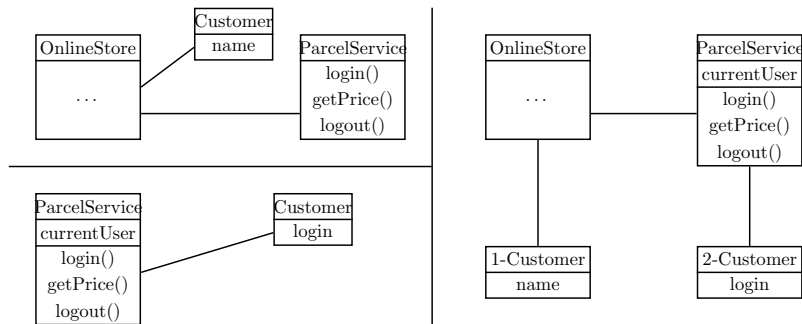 Customer
name
OnlineStore
...
ParcelService
login()
getPrice()
logout()
ParcelService
currentUser
login()
getPrice()
logout()
Customer
login
OnlineStore
...
ParcelService
currentUser
login()
getPrice()
logout()
1-Customer
name
2-Customer
login